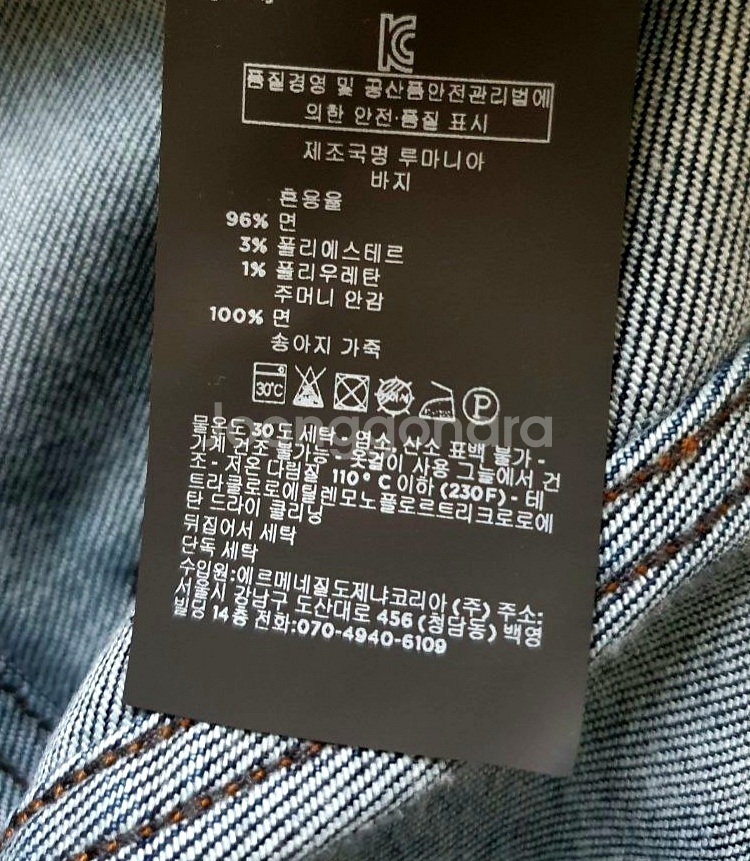 KC
품질경영 및 공산품안전관리법에
의한 안전·품질 표시
제조국명 루마니아
바지
혼용율
96% 면
3% 폴리에스테르
1% 폴리우레탄
주머니 안감
100% 면
송아지 가죽
30°C
P
물온도 30도 세탁 - 염소, 산소 표백 불가 -
기계 건조 불가능 - 옷걸이 사용 그늘에서 건
조 - 저온 다림질 110°C 이하 (230F) - 테
트라클로로에틸렌모노플로르트리크로로에
탄 드라이 클리닝
뒤집어서 세탁
단독 세탁
수입원:에르메네질도제냐코리아 (주) 주소:
서울시 강남구 도산대로 456 (청담동) 백영
빌딩 14층 전화:070-4940-6109